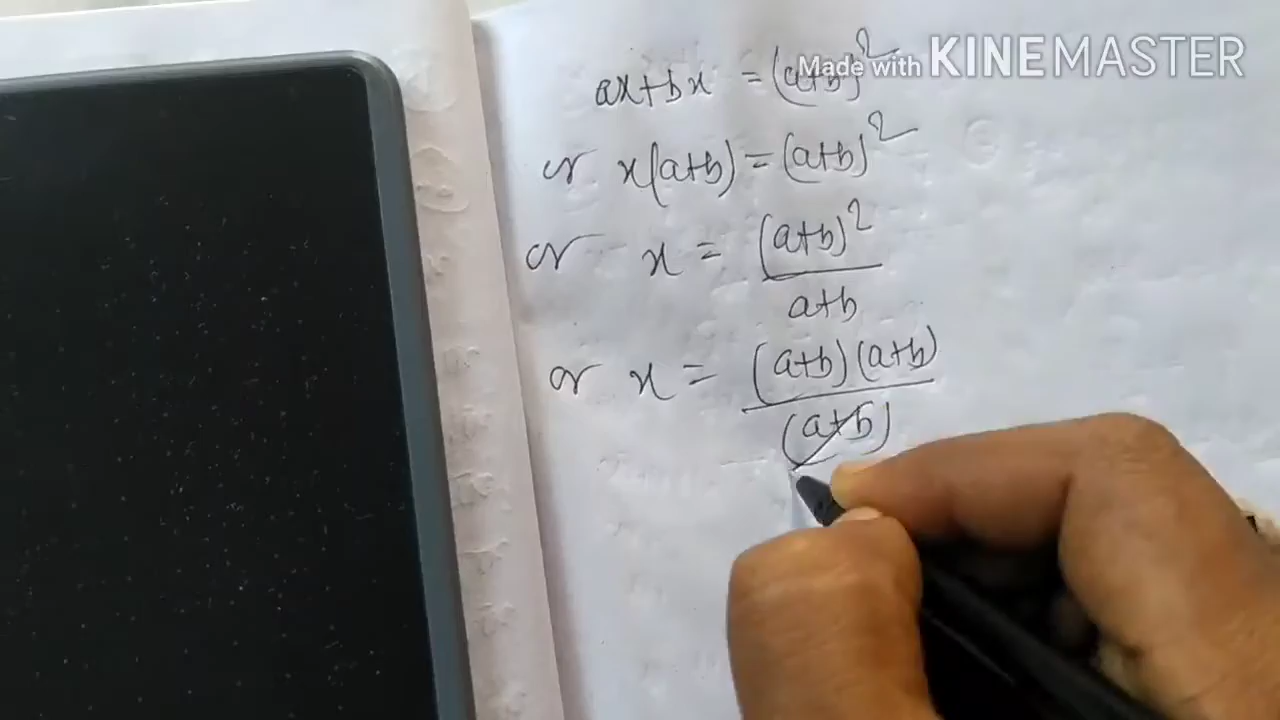 Made with KINEMASTER
ax+bx = (a+b)²
or x(a+b) = (a+b)²
or x = (a+b)²
a+b
or x = (a+b)(a+b)
(a+b)